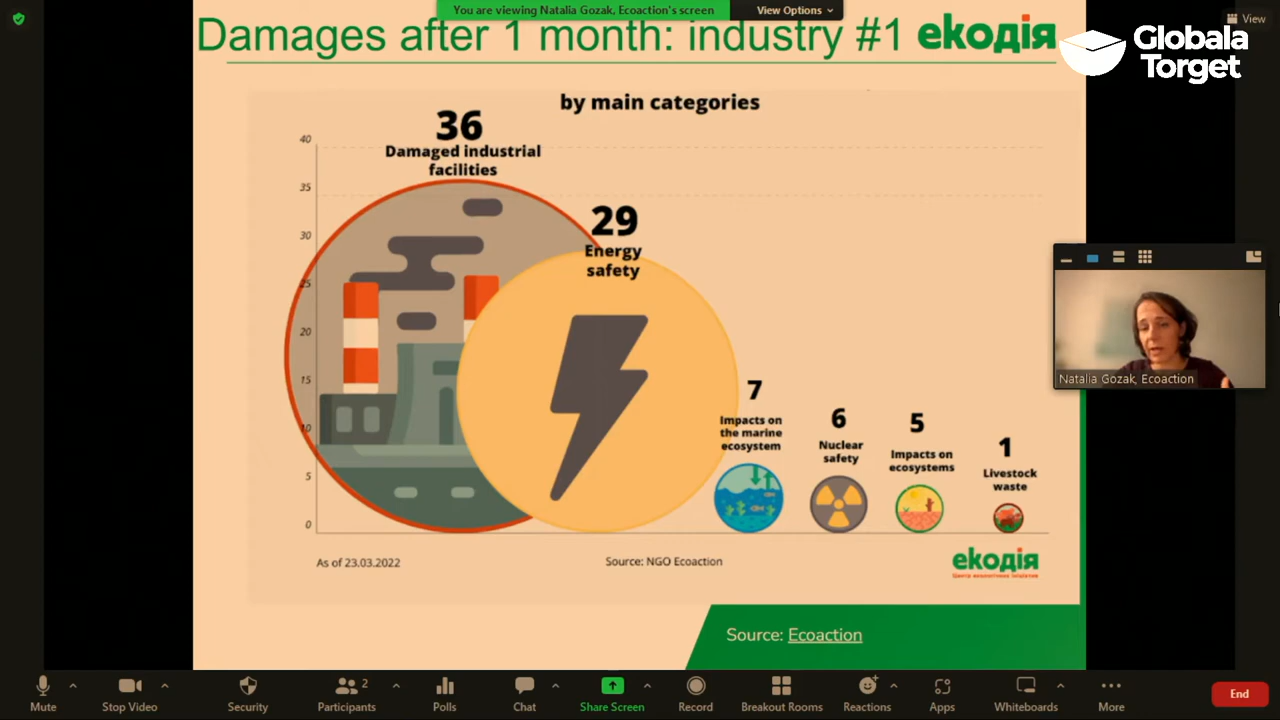 You are viewing Natalia Gozak, Ecoaction's screen
View Options
View
Damages after 1 month: industry #1
екодія
Globala
Torget
by main categories
36
Damaged industrial
facilities
29
Energy
safety
40
35
30
25
20
15
10
5
0
7
Impacts on
the marine
ecosystem
6
Nuclear
safety
5
Impacts on
ecosystems
1
Livestock
waste
Natalia Gozak, Ecoaction
As of 23.03.2022
Source: NGO Ecoaction
екодія
Центр екологічних ініціатив
Source: Ecoaction
Mute
Stop Video
Security
Participants
2
Polls
Chat
Share Screen
Record
Breakout Rooms
Reactions
Apps
Whiteboards
More
End